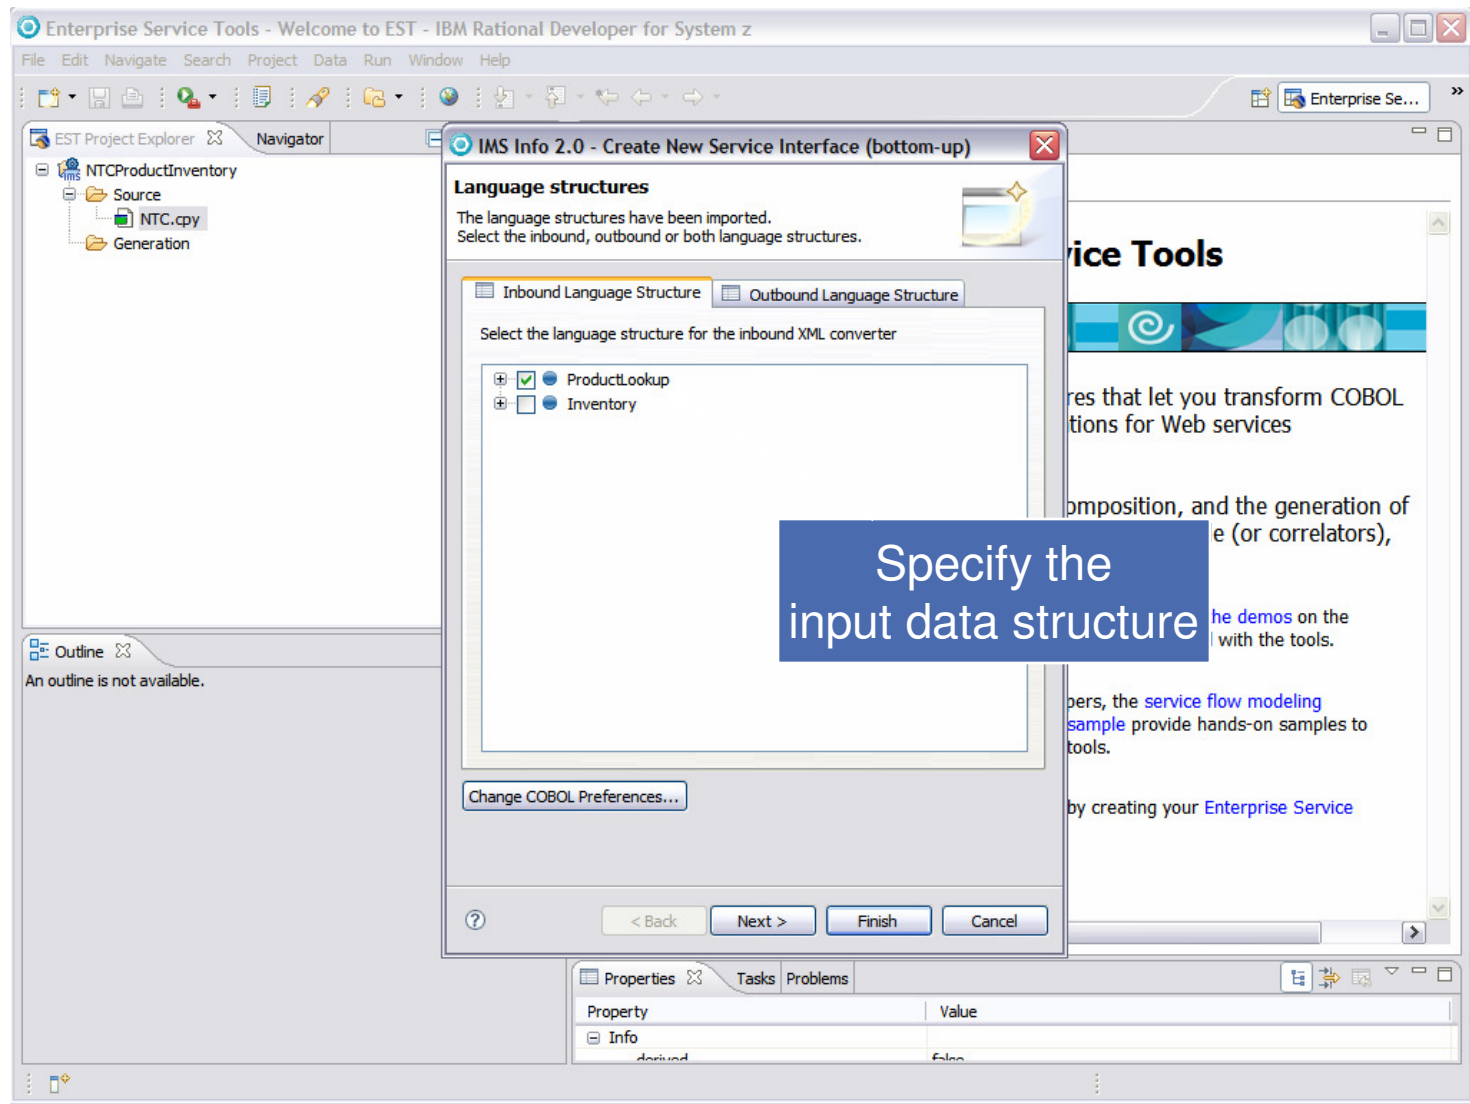 Enterprise Service Tools - Welcome to EST - IBM Rational Developer for System z
File Edit Navigate Search Project Data Run Window Help
Enterprise Se... »
EST Project Explorer Navigator
NTCProductInventory
Source
NTC.cpy
Generation
IMS Info 2.0 - Create New Service Interface (bottom-up)
Language structures
The language structures have been imported.
Select the inbound, outbound or both language structures.
Inbound Language Structure Outbound Language Structure
Select the language structure for the inbound XML converter
ProductLookup
Inventory
Change COBOL Preferences...
< Back Next > Finish Cancel
Specify the
input data structure
vice Tools
res that let you transform COBOL
tions for Web services
omposition, and the generation of
e (or correlators),
he demos on the
with the tools.
pers, the service flow modeling
sample provide hands-on samples to
tools.
by creating your Enterprise Service
Outline
An outline is not available.
Properties Tasks Problems
Property Value
Info
derived false